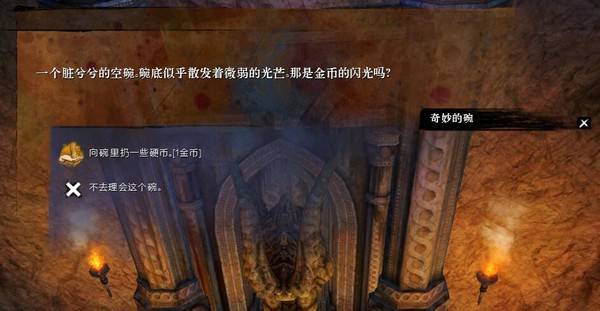 一个脏兮兮的空碗。碗底似乎散发着微弱的光芒。那是金币的闪光吗?
奇妙的碗
向碗里扔一些硬币。[1金币]
不去理会这个碗。